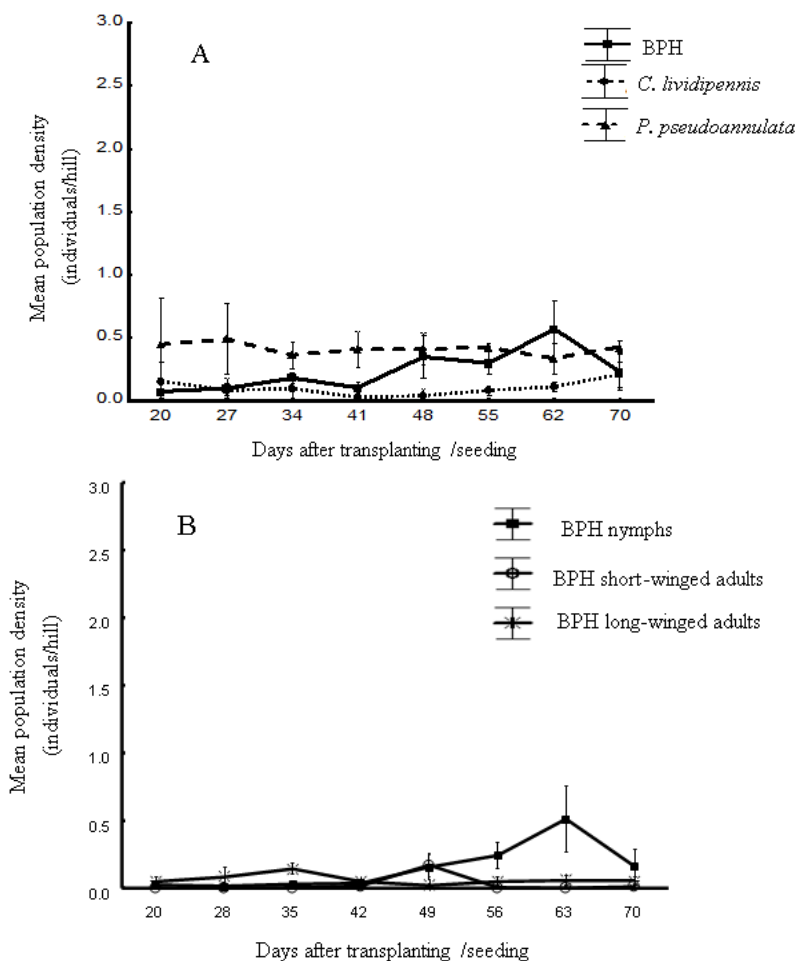 A
BPH
C. lividipennis
P. pseudoannulata
Mean population density
(individuals/hill)
3.0
2.5
2.0
1.5
1.0
0.5
0.0
20 27 34 41 48 55 62 70
Days after transplanting /seeding
B
BPH nymphs
BPH short-winged adults
BPH long-winged adults
Mean population density
(individuals/hill)
3.0
2.5
2.0
1.5
1.0
0.5
0.0
20 28 35 42 49 56 63 70
Days after transplanting /seeding